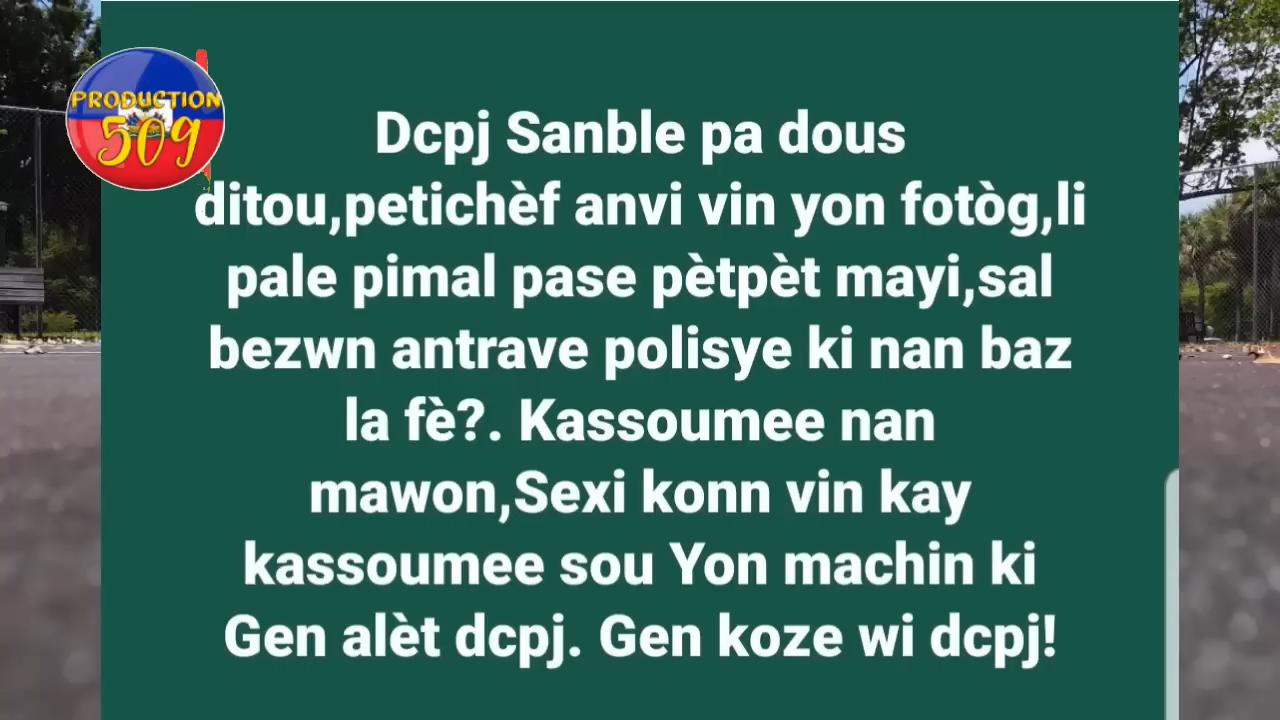 PRODUCTION
509
Dcpj Sanble pa dous
ditou,petichèf anvi vin yon fotòg,li
pale pimal pase pètpèt mayi,sal
bezwn antrave polisye ki nan baz
la fè?. Kassoumee nan
mawon,Sexi konn vin kay
kassoumee sou Yon machin ki
Gen alèt dcpj. Gen koze wi dcpj!